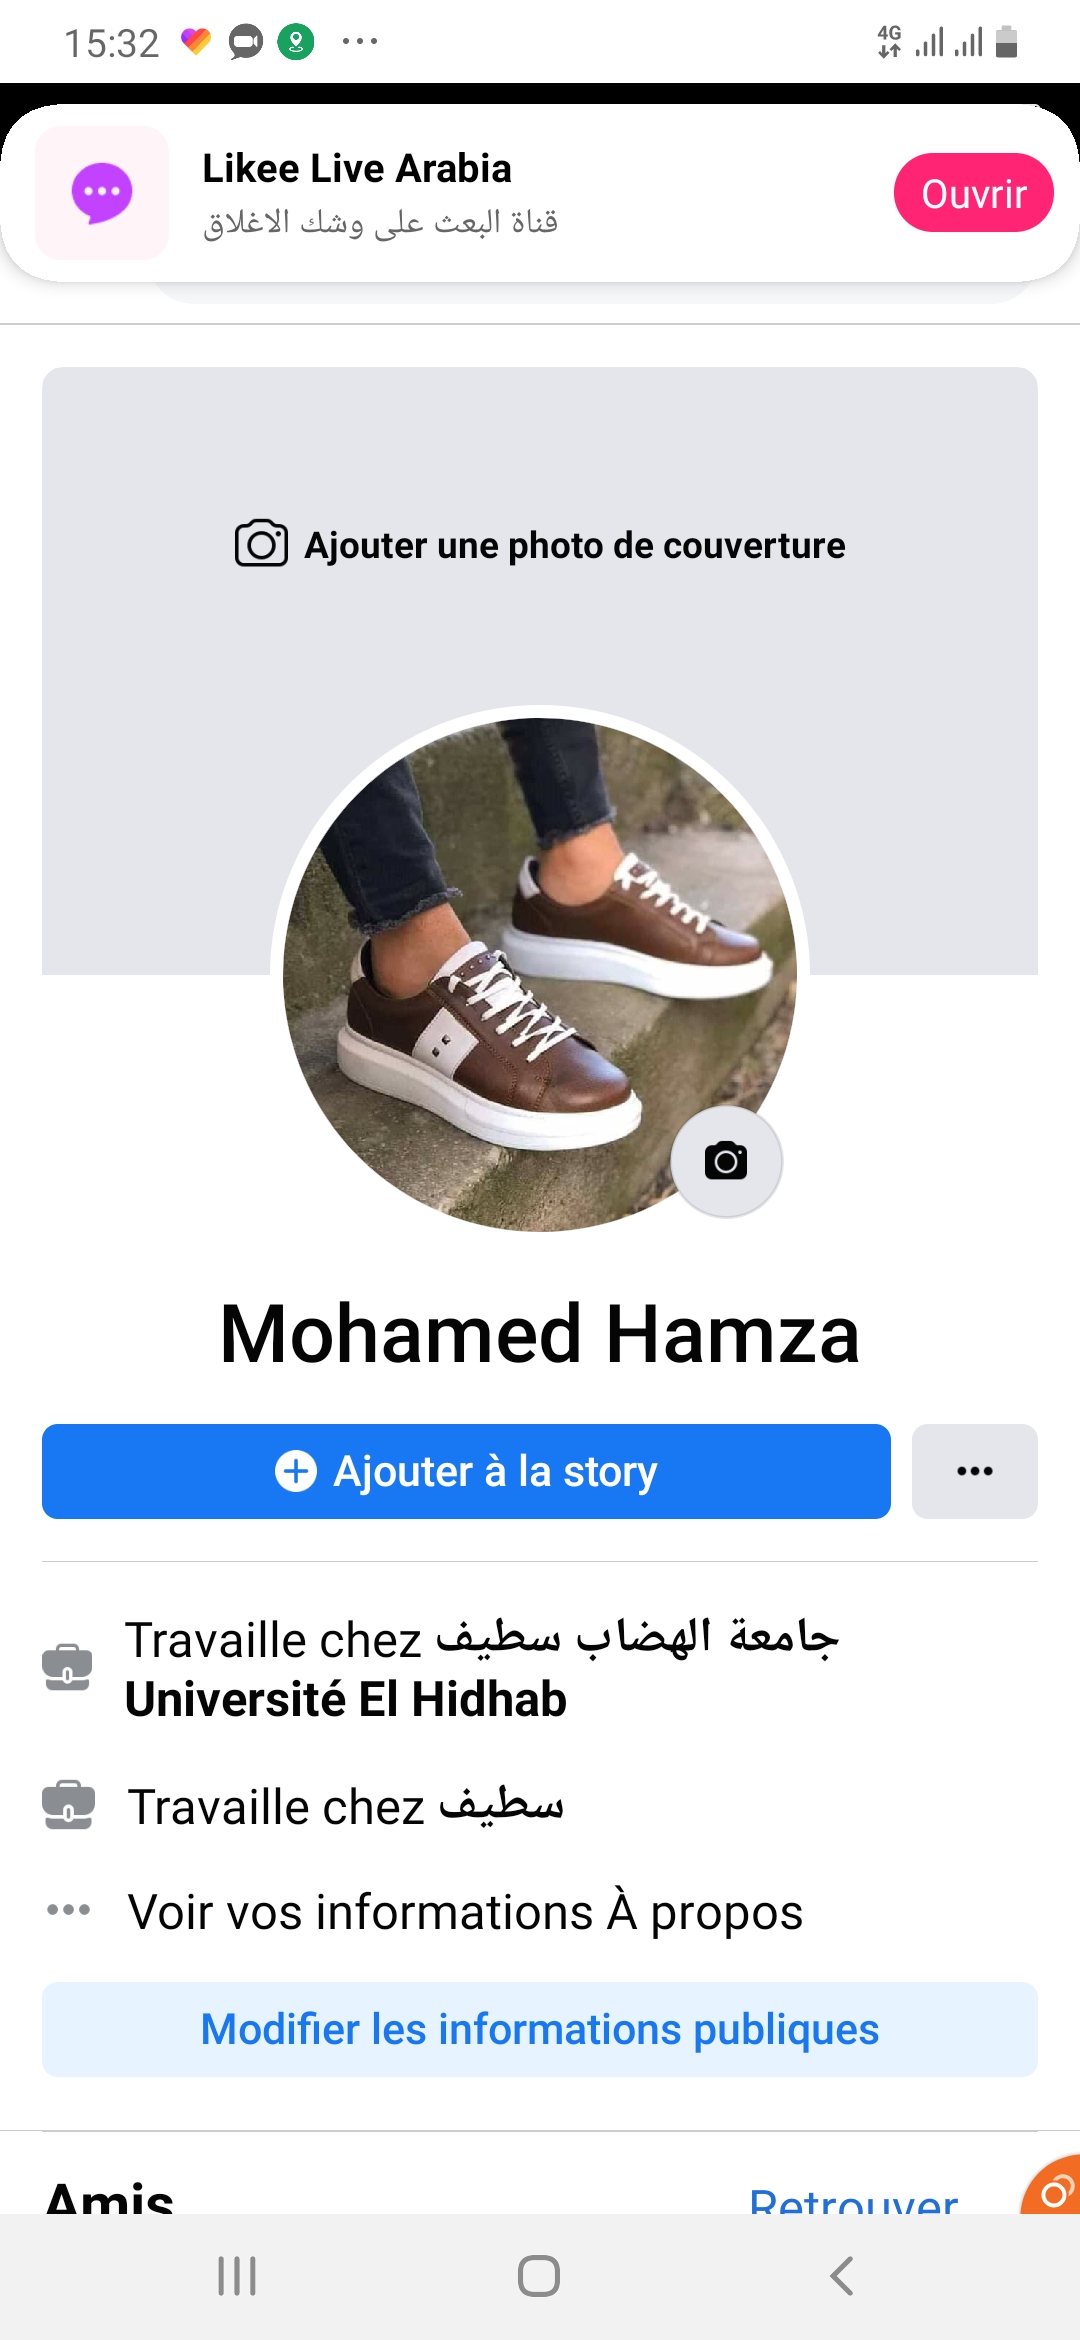 15:32
4G
Likee Live Arabia
قناة البعث على وشك الاغلاق
Ouvrir
Ajouter une photo de couverture
Mohamed Hamza
Ajouter à la story
Travaille chez جامعة الهضاب سطيف
Université El Hidhab
Travaille chez سطيف
Voir vos informations À propos
Modifier les informations publiques
Amis
Retrouver